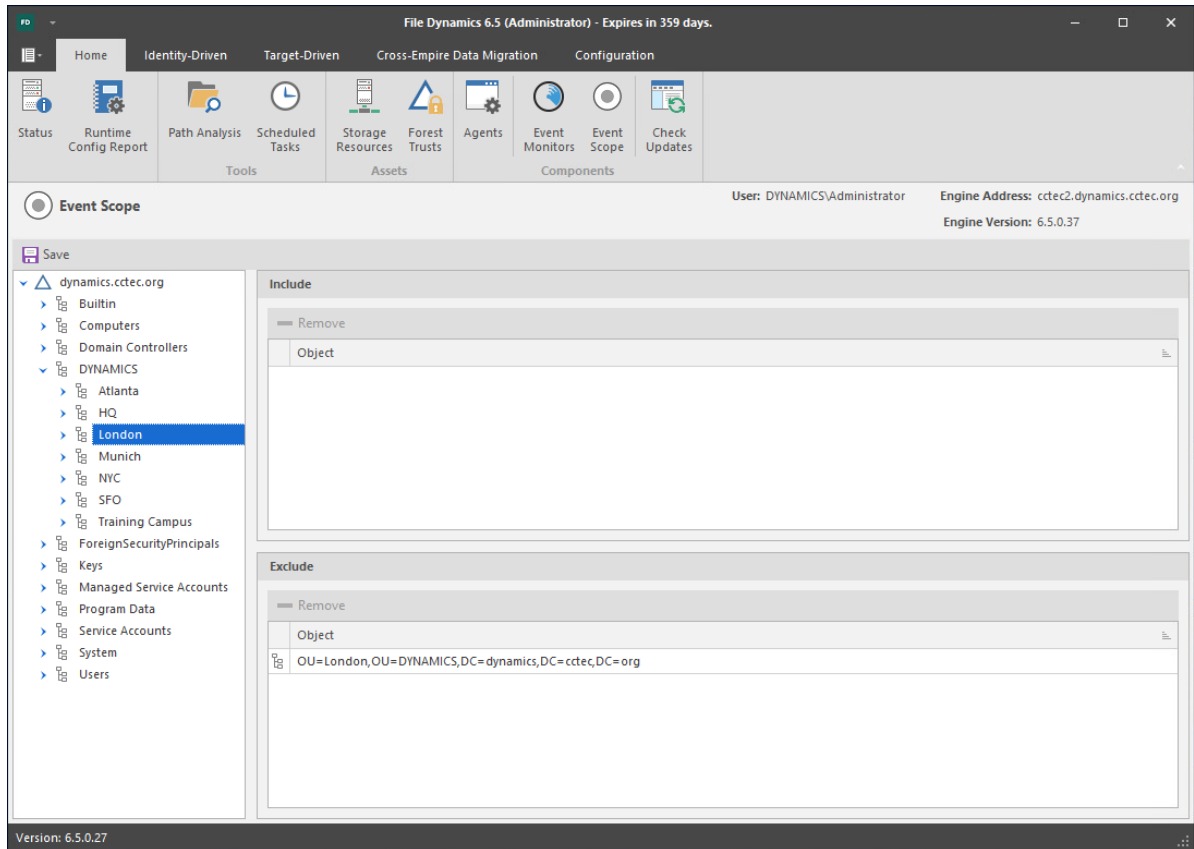 FD
File Dynamics 6.5 (Administrator) - Expires in 359 days.
Home Identity-Driven Target-Driven Cross-Empire Data Migration Configuration
Status
Runtime
Config Report
Path Analysis
Scheduled
Tasks
Storage
Resources
Forest
Trusts
Agents
Event
Monitors
Event
Scope
Check
Updates
Tools
Assets
Components
Event Scope
User: DYNAMICS\Administrator
Engine Address: cctec2.dynamics.cctec.org
Engine Version: 6.5.0.37
Save
dynamics.cctec.org
Builtin
Computers
Domain Controllers
DYNAMICS
Atlanta
HQ
London
Munich
NYC
SFO
Training Campus
ForeignSecurityPrincipals
Keys
Managed Service Accounts
Program Data
Service Accounts
System
Users
Include
Remove
Object
Exclude
Remove
Object
OU=London,OU=DYNAMICS,DC=dynamics,DC=cctec,DC=org
Version: 6.5.0.27